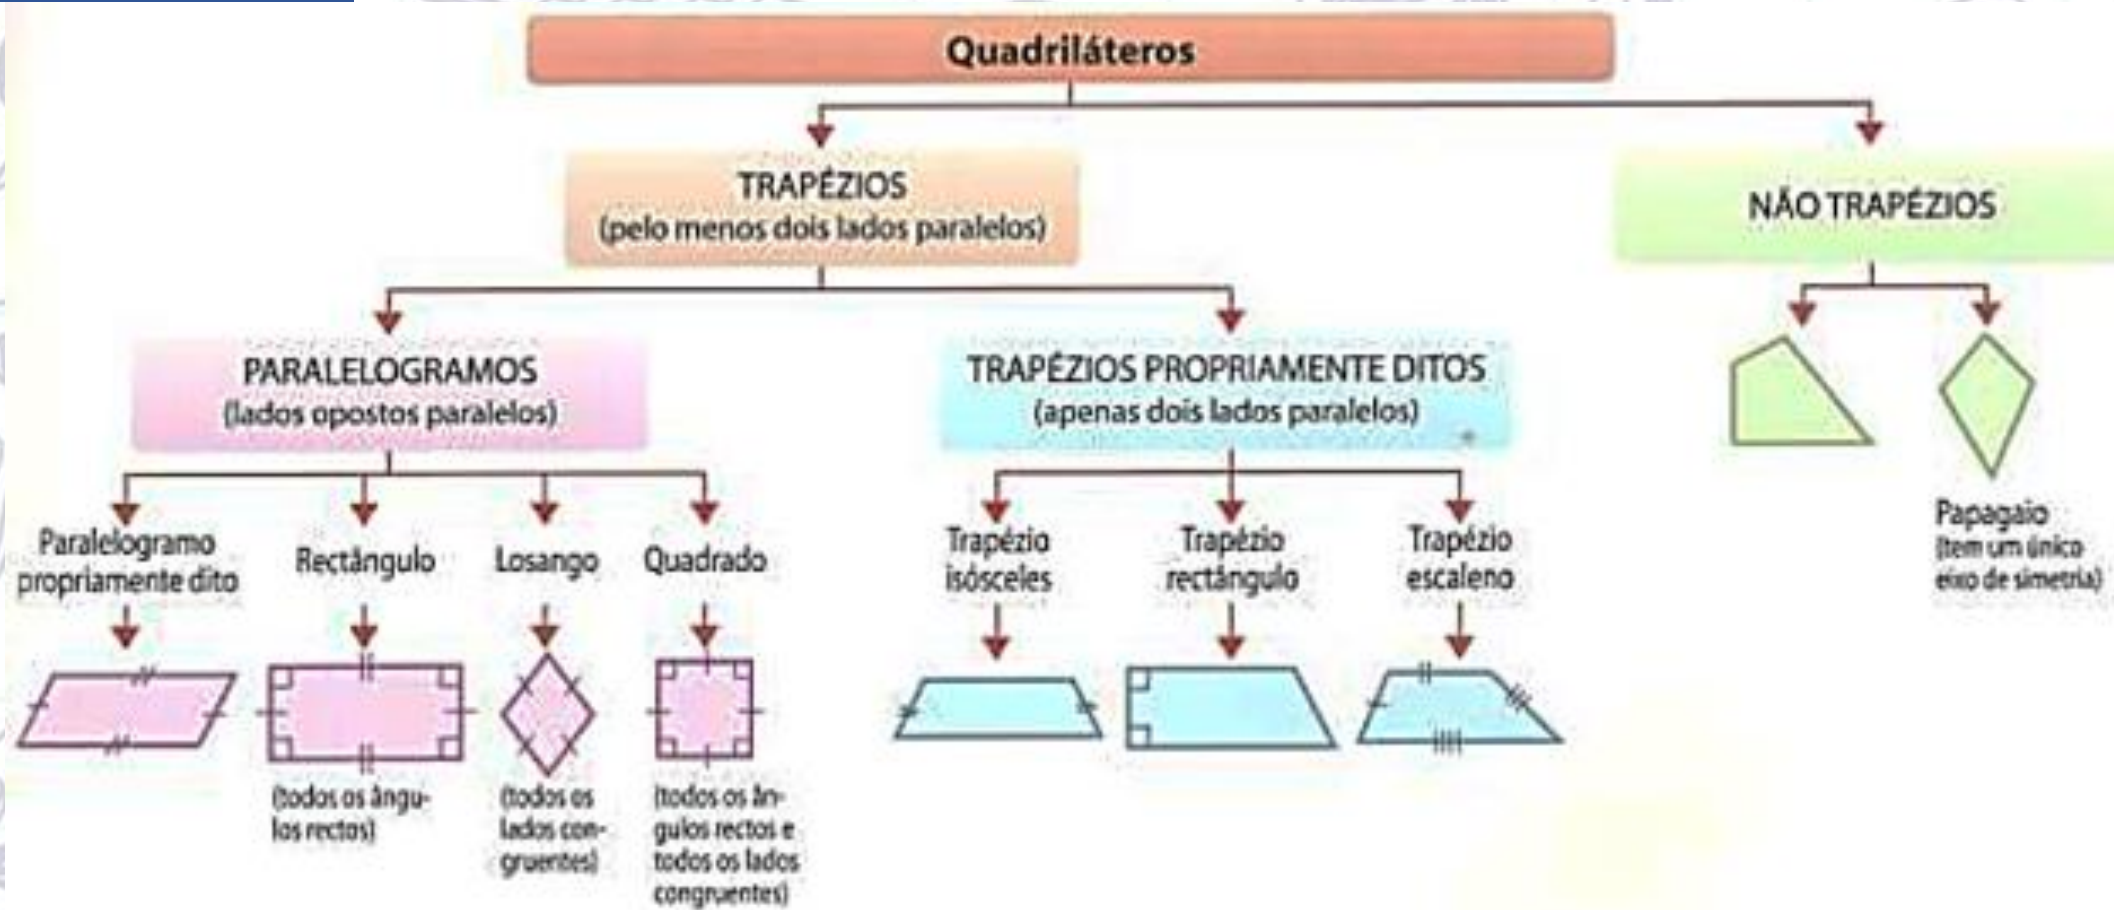 Quadriláteros
TRAPÉZIOS
(pelo menos dois lados paralelos)
NÃO TRAPÉZIOS
PARALELOGRAMOS
(lados opostos paralelos)
TRAPÉZIOS PROPRIAMENTE DITOS
(apenas dois lados paralelos)
Paralelogramo
propriamente dito
Rectângulo
Losango
Quadrado
Trapézio
isósceles
Trapézio
rectângulo
Trapézio
escaleno
Papagaio
(tem um único
eixo de simetria)
(todos os ângu-
los rectos)
(todos os
lados con-
gruentes)
(todos os ân-
gulos rectos e
todos os lados
congruentes)